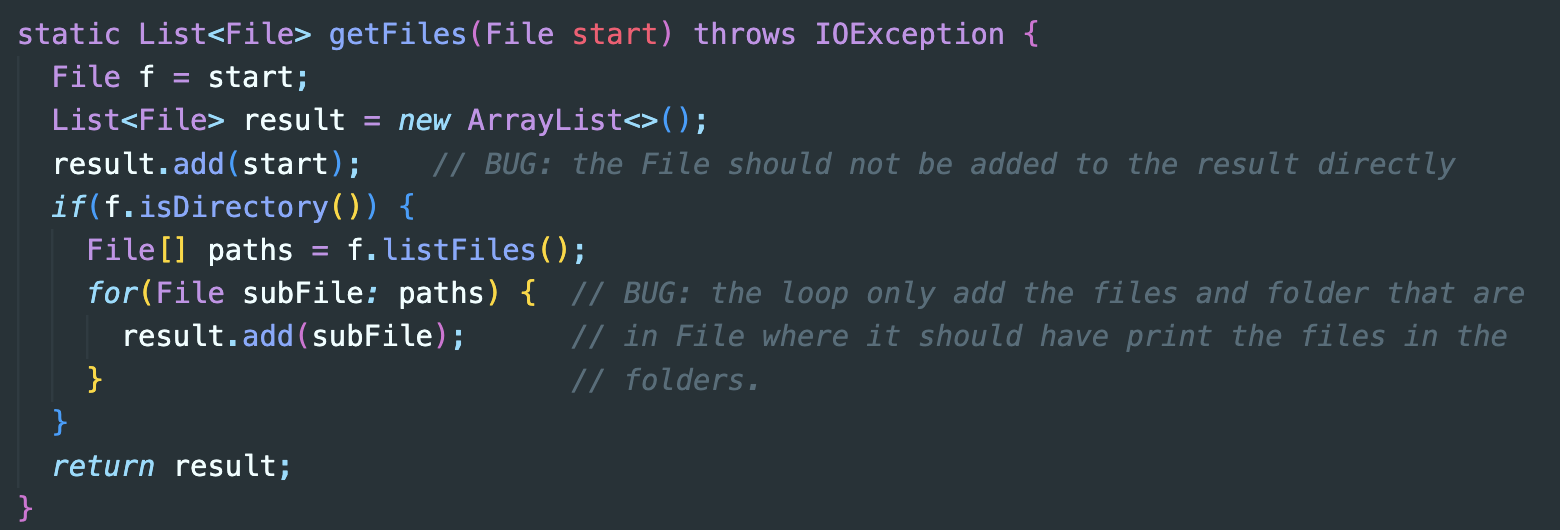 static List<File> getFiles(File start) throws IOException {
  File f = start;
  List<File> result = new ArrayList<>();
  result.add(start);    // BUG: the File should not be added to the result directly
  if(f.isDirectory()) {
    File[] paths = f.listFiles();
    for(File subFile: paths) {  // BUG: the loop only add the files and folder that are
      result.add(subFile);      // in File where it should have print the files in the
    }                           // folders.
  }
  return result;
}